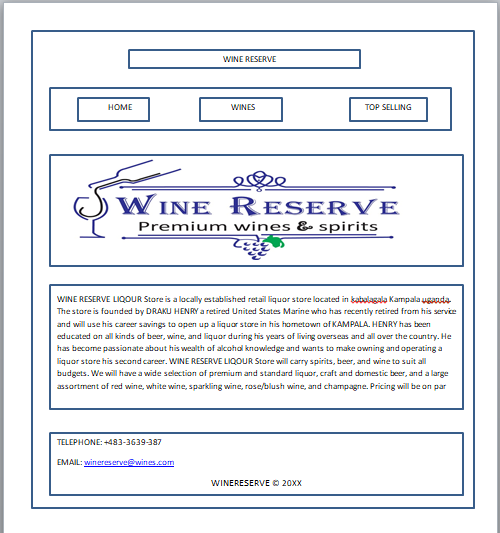 WINE RESERVE
HOME WINES TOP SELLING
WINE RESERVE
Premium wines & spirits
WINE RESERVE LIQOUR Store is a locally established retail liquor store located in kabalagala Kampala uganda.
The store is founded by DRAKU HENRY a retired United States Marine who has recently retired from his service
and will use his career savings to open up a liquor store in his hometown of KAMPALA. HENRY has been
educated on all kinds of beer, wine, and liquor during his years of living overseas and all over the country. He
has become passionate about his wealth of alcohol knowledge and wants to make owning and operating a
liquor store his second career. WINE RESERVE LIQOUR Store will carry spirits, beer, and wine to suit all
budgets. We will have a wide selection of premium and standard liquor, craft and domestic beer, and a large
assortment of red wine, white wine, sparkling wine, rose/blush wine, and champagne. Pricing will be on par
TELEPHONE: +483-3639-387
EMAIL: winereserve@wines.com
WINERESERVE © 20XX